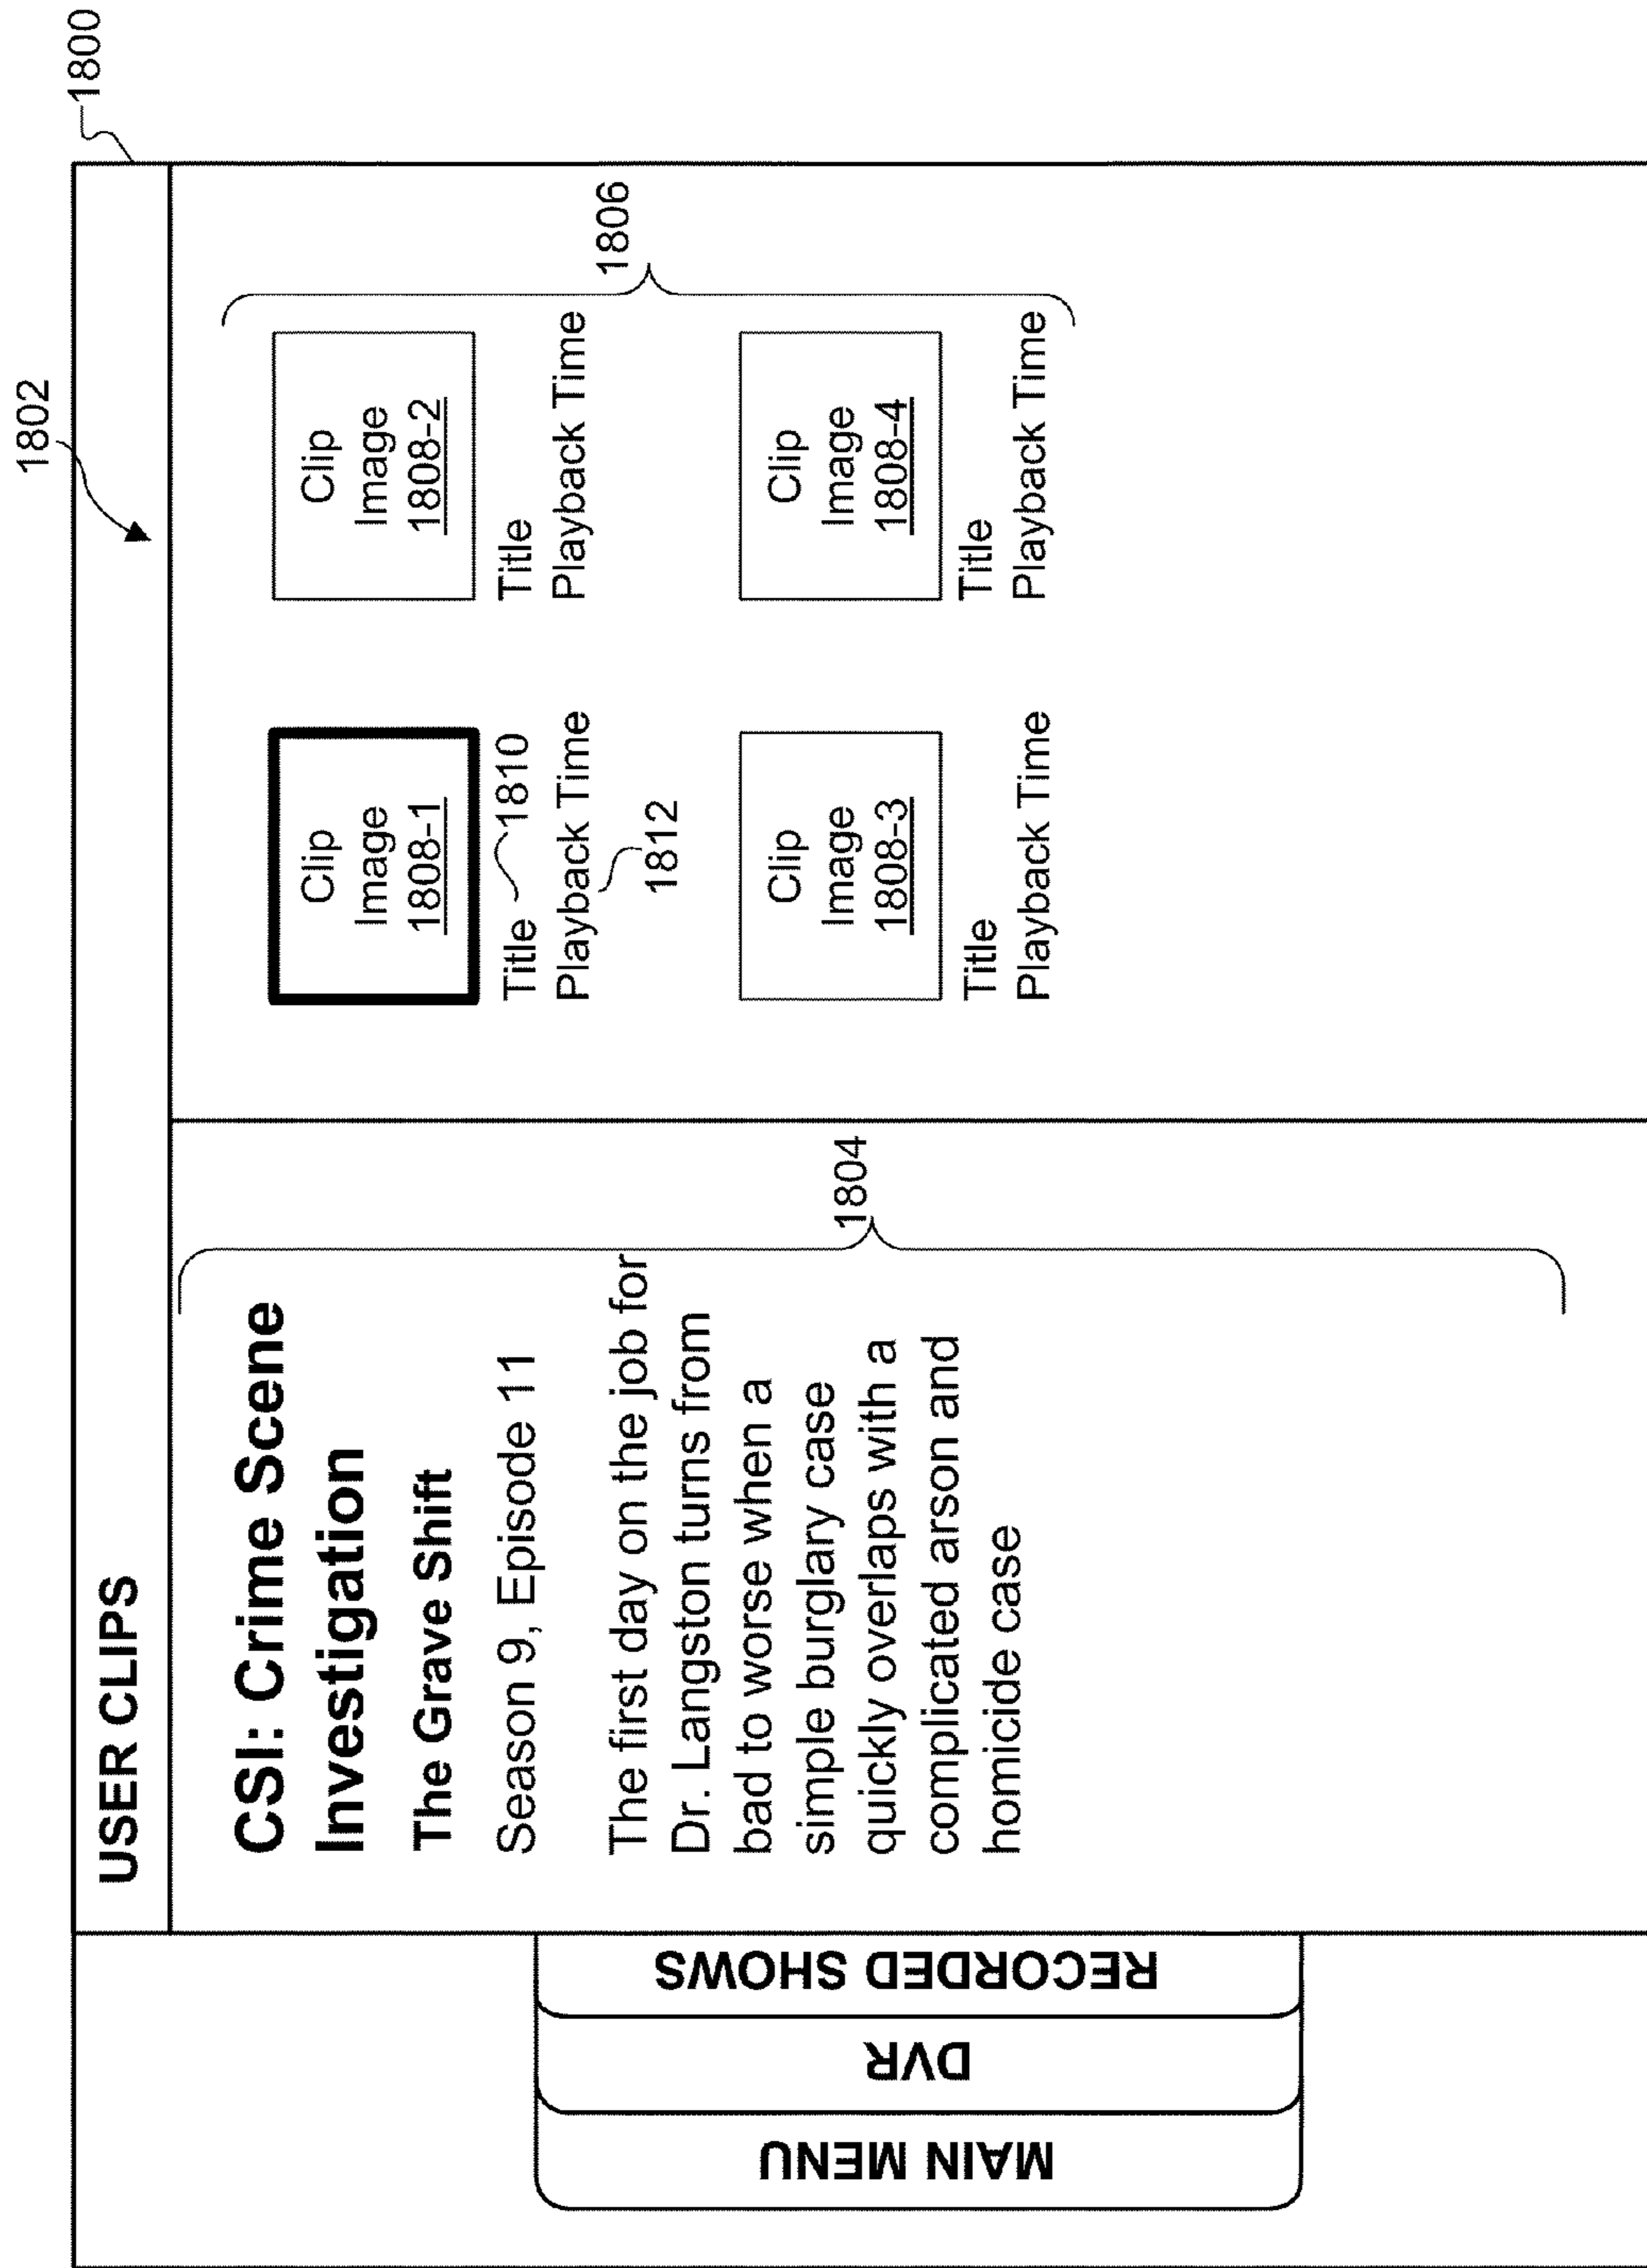 1800
1802
USER CLIPS
MAIN MENU
DVR
RECORDED SHOWS
CSI: Crime Scene
Investigation
The Grave Shift
Season 9, Episode 11
The first day on the job for
Dr. Langston turns from
bad to worse when a
simple burglary case
quickly overlaps with a
complicated arson and
homicide case
1804
Clip
Image
1808-1
Title
1810
Playback Time
1812
Clip
Image
1808-2
Title
Playback Time
1806
Clip
Image
1808-3
Title
Playback Time
Clip
Image
1808-4
Title
Playback Time